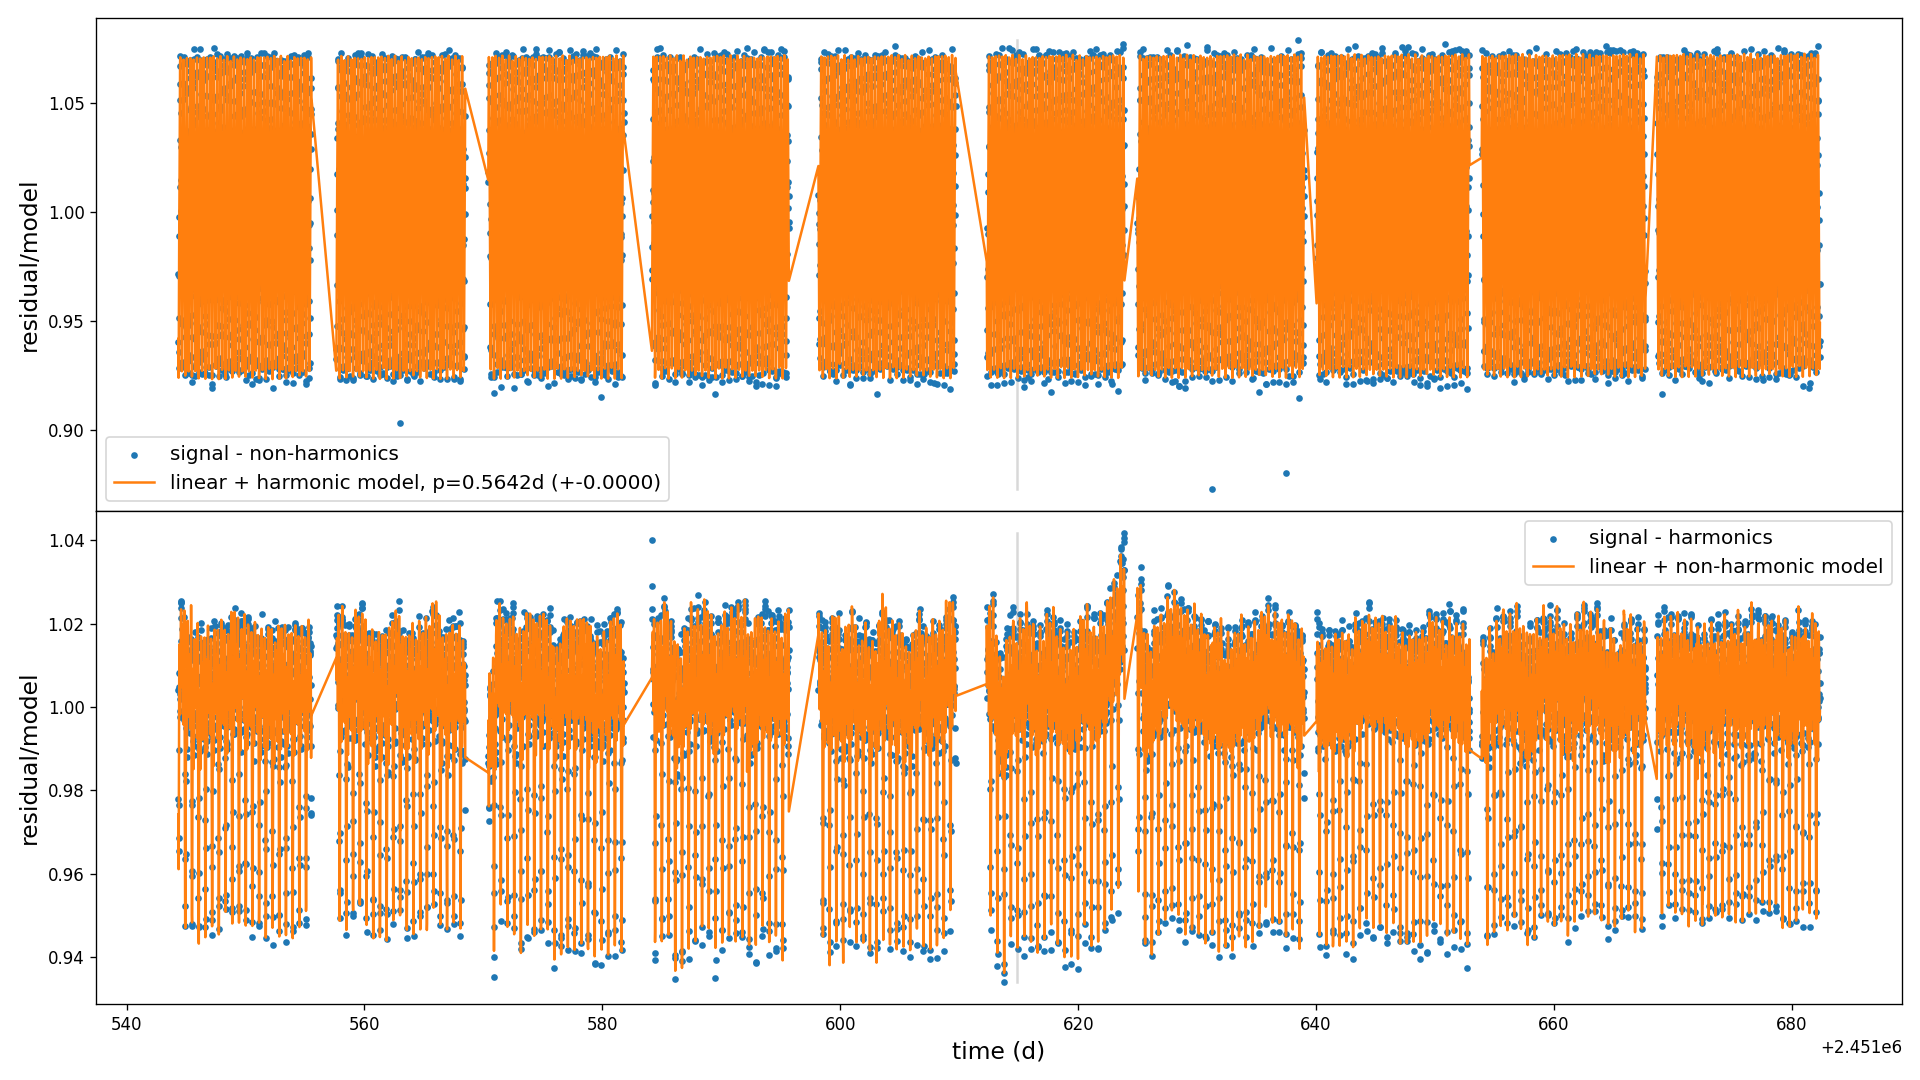 residual/model
1.05
1.00
0.95
0.90
signal - non-harmonics
linear + harmonic model, p=0.5642d (+-0.0000)
residual/model
1.04
1.02
1.00
0.98
0.96
0.94
signal - harmonics
linear + non-harmonic model
540 560 580 600 620 640 660 680
time (d)
+2.451e6